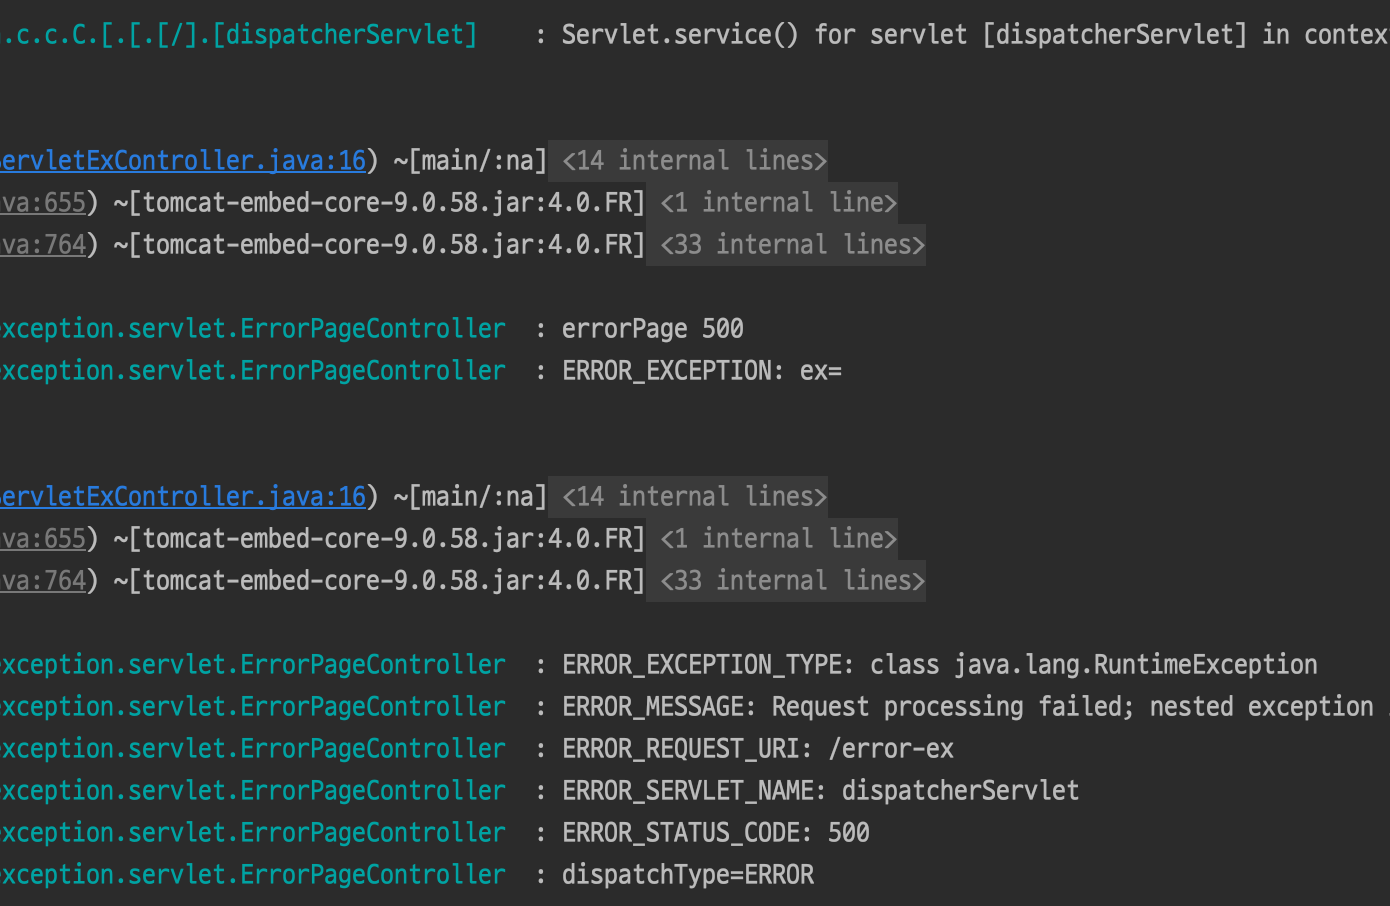 .c.c.C.[.[.[/].[dispatcherServlet] : Servlet.service() for servlet [dispatcherServlet] in contex
ervletExController.java:16) ~[main/:na] <14 internal lines>
va:655) ~[tomcat-embed-core-9.0.58.jar:4.0.FR] <1 internal line>
va:764) ~[tomcat-embed-core-9.0.58.jar:4.0.FR] <33 internal lines>
xception.servlet.ErrorPageController : errorPage 500
xception.servlet.ErrorPageController : ERROR_EXCEPTION: ex=
ervletExController.java:16) ~[main/:na] <14 internal lines>
va:655) ~[tomcat-embed-core-9.0.58.jar:4.0.FR] <1 internal line>
va:764) ~[tomcat-embed-core-9.0.58.jar:4.0.FR] <33 internal lines>
xception.servlet.ErrorPageController : ERROR_EXCEPTION_TYPE: class java.lang.RuntimeException
xception.servlet.ErrorPageController : ERROR_MESSAGE: Request processing failed; nested exception
xception.servlet.ErrorPageController : ERROR_REQUEST_URI: /error-ex
xception.servlet.ErrorPageController : ERROR_SERVLET_NAME: dispatcherServlet
xception.servlet.ErrorPageController : ERROR_STATUS_CODE: 500
xception.servlet.ErrorPageController : dispatchType=ERROR